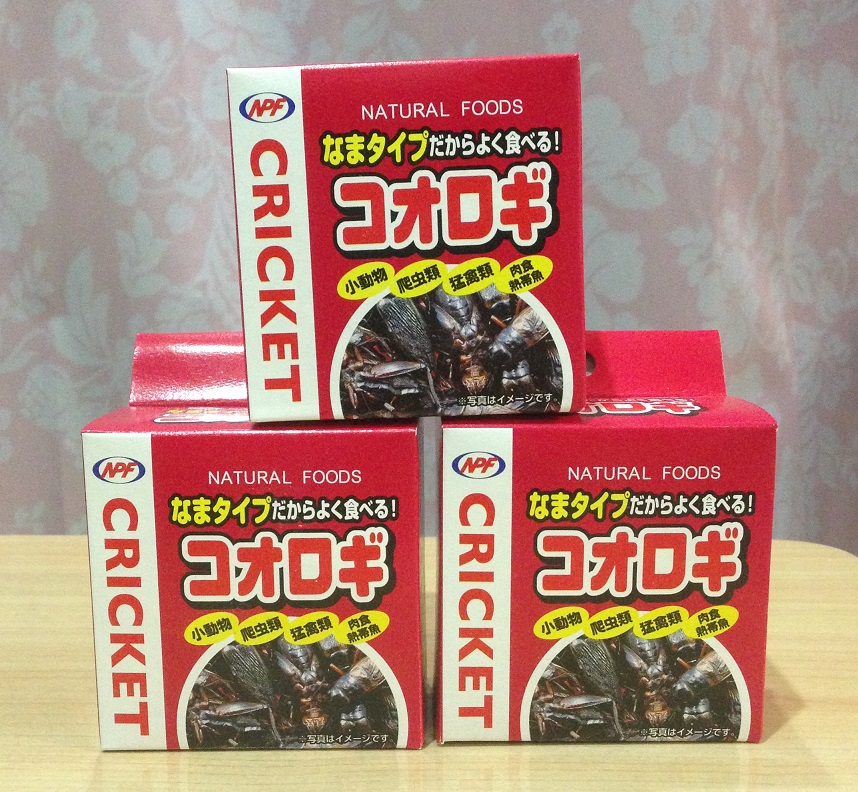 NPF
CRICKET
NATURAL FOODS
なまタイプだからよく食べる!
コオロギ
小動物
爬虫類
猛禽類
肉食
熱帯魚
※写真はイメージです。
NPF
CRICKET
NATURAL FOODS
なまタイプだからよく食べる!
コオロギ
小動物
爬虫類
猛禽類
肉食
熱帯魚
※写真はイメージです。
コオロギ
NPF
CRICKET
NATURAL FOODS
なまタイプだからよく食べる!
コオロギ
小動物
爬虫類
猛禽類
肉食
熱帯魚
※写真はイメージです。